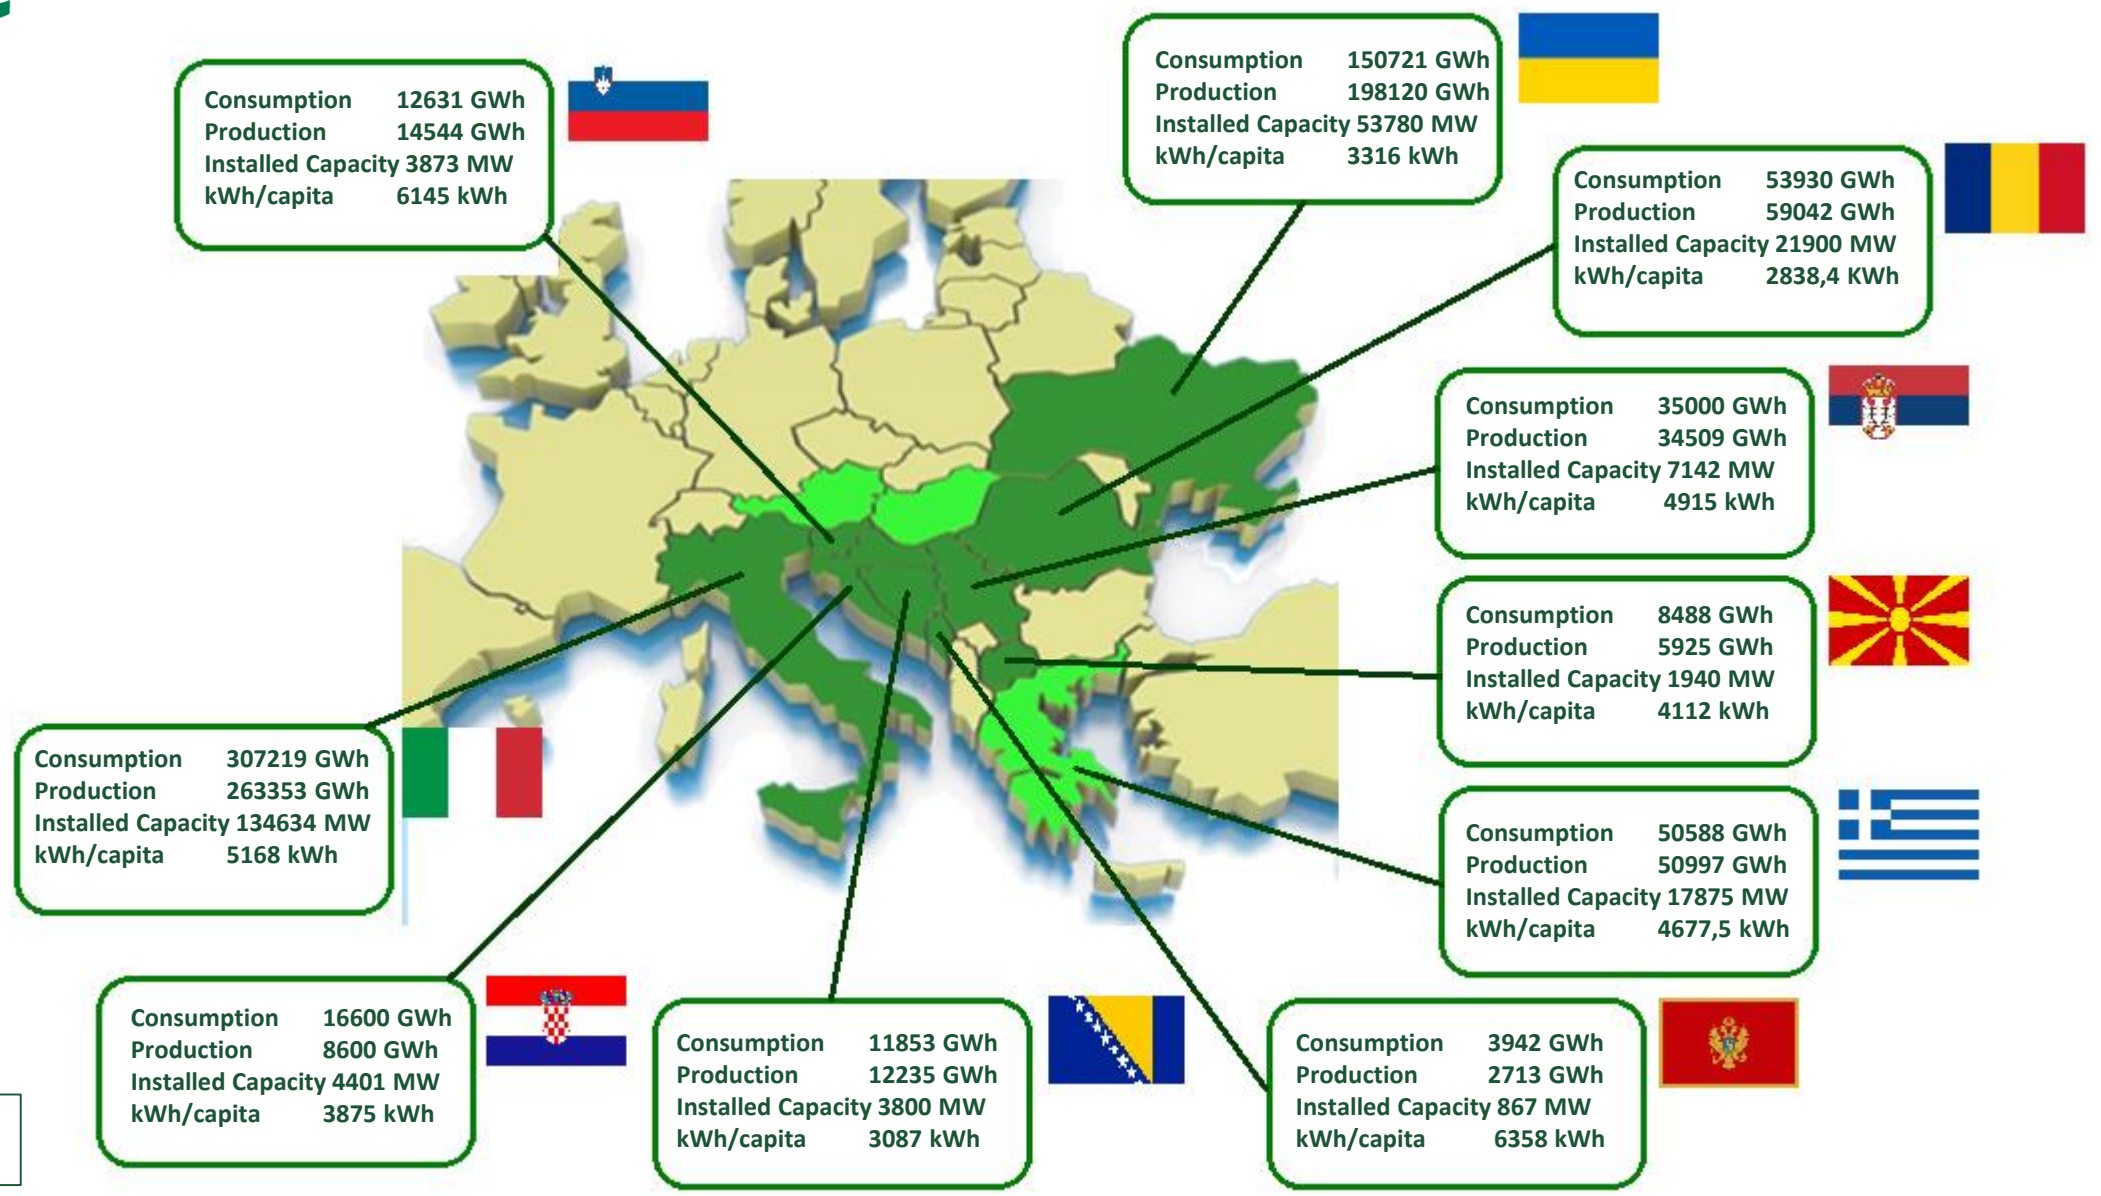 Consumption 12631 GWh
Production 14544 GWh
Installed Capacity 3873 MW
kWh/capita 6145 kWh
Consumption 150721 GWh
Production 198120 GWh
Installed Capacity 53780 MW
kWh/capita 3316 kWh
Consumption 53930 GWh
Production 59042 GWh
Installed Capacity 21900 MW
kWh/capita 2838,4 KWh
Consumption 35000 GWh
Production 34509 GWh
Installed Capacity 7142 MW
kWh/capita 4915 kWh
Consumption 8488 GWh
Production 5925 GWh
Installed Capacity 1940 MW
kWh/capita 4112 kWh
Consumption 307219 GWh
Production 263353 GWh
Installed Capacity 134634 MW
kWh/capita 5168 kWh
Consumption 50588 GWh
Production 50997 GWh
Installed Capacity 17875 MW
kWh/capita 4677,5 kWh
Consumption 16600 GWh
Production 8600 GWh
Installed Capacity 4401 MW
kWh/capita 3875 kWh
Consumption 11853 GWh
Production 12235 GWh
Installed Capacity 3800 MW
kWh/capita 3087 kWh
Consumption 3942 GWh
Production 2713 GWh
Installed Capacity 867 MW
kWh/capita 6358 kWh